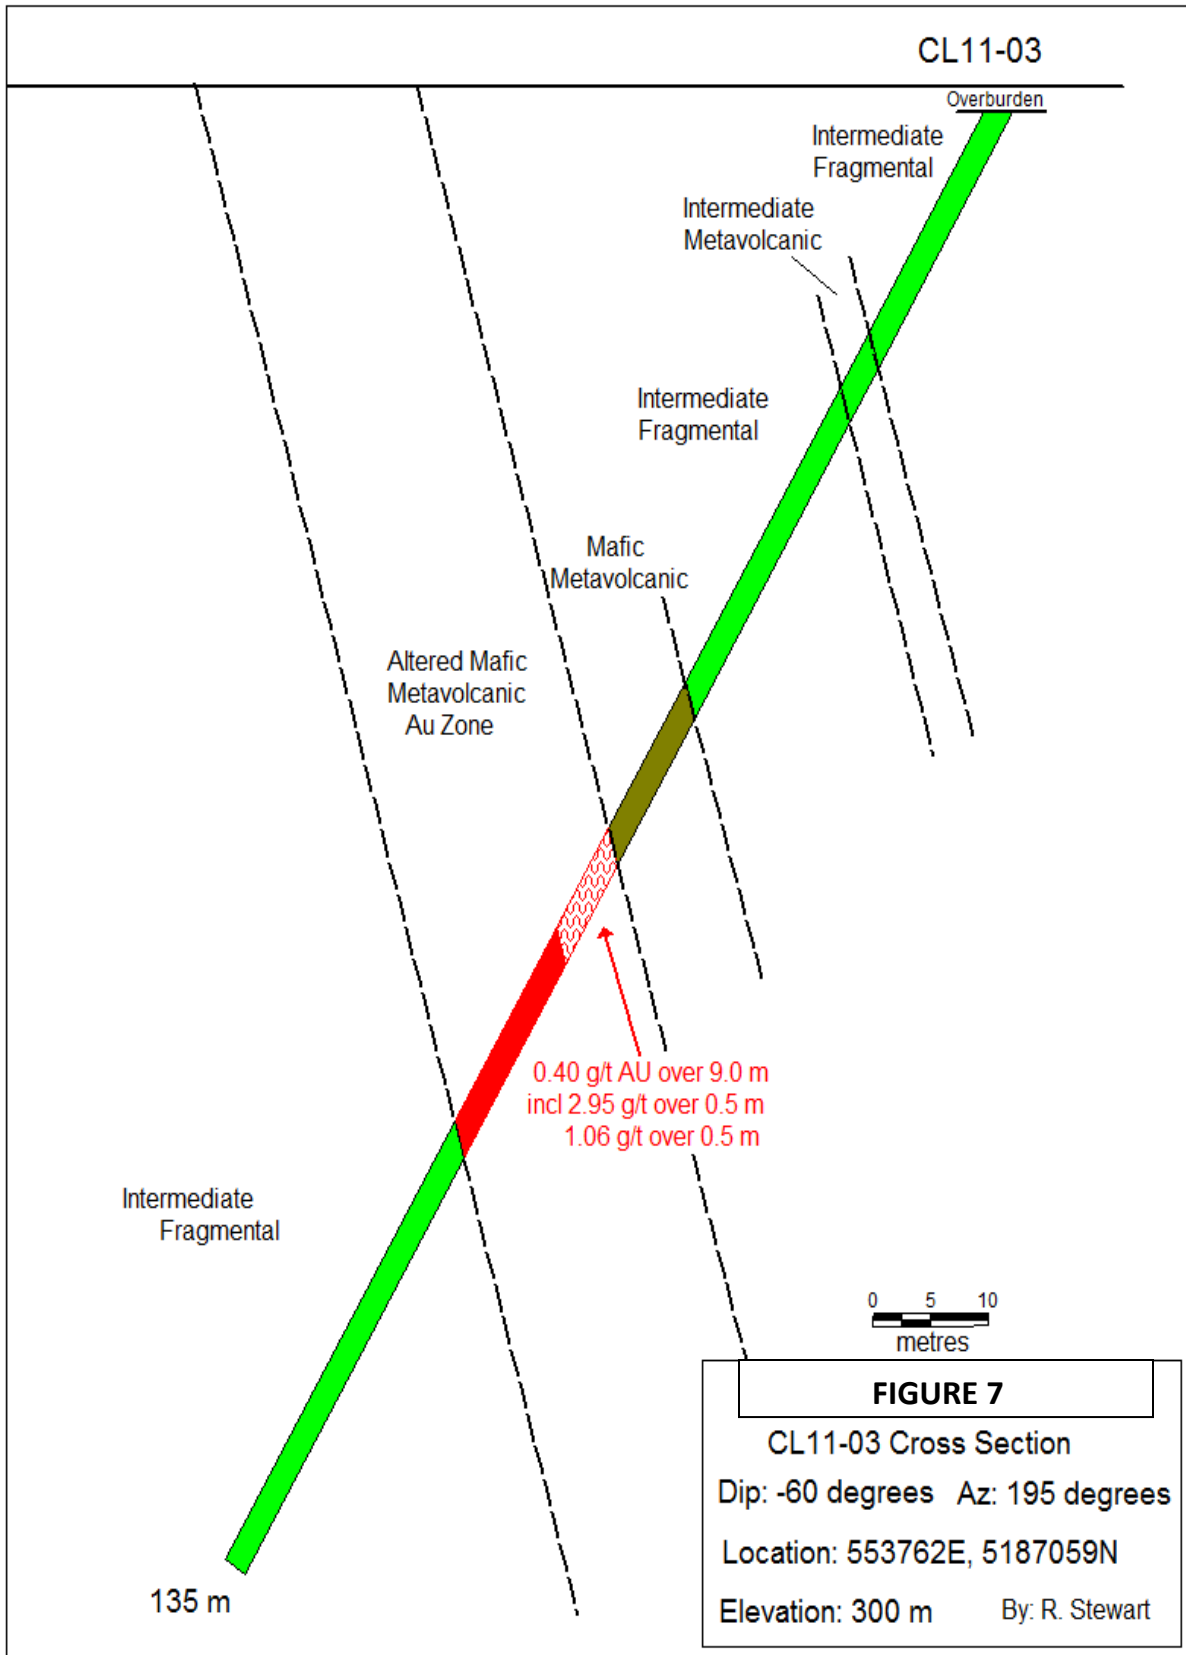 CL11-03
Overburden
Intermediate
Fragmental
Intermediate
Metavolcanic
Intermediate
Fragmental
Mafic
Metavolcanic
Altered Mafic
Metavolcanic
Au Zone
0.40 g/t AU over 9.0 m
incl 2.95 g/t over 0.5 m
1.06 g/t over 0.5 m
Intermediate
Fragmental
0 5 10
metres
135 m
FIGURE 7
CL11-03 Cross Section
Dip: -60 degrees Az: 195 degrees
Location: 553762E, 5187059N
Elevation: 300 m By: R. Stewart